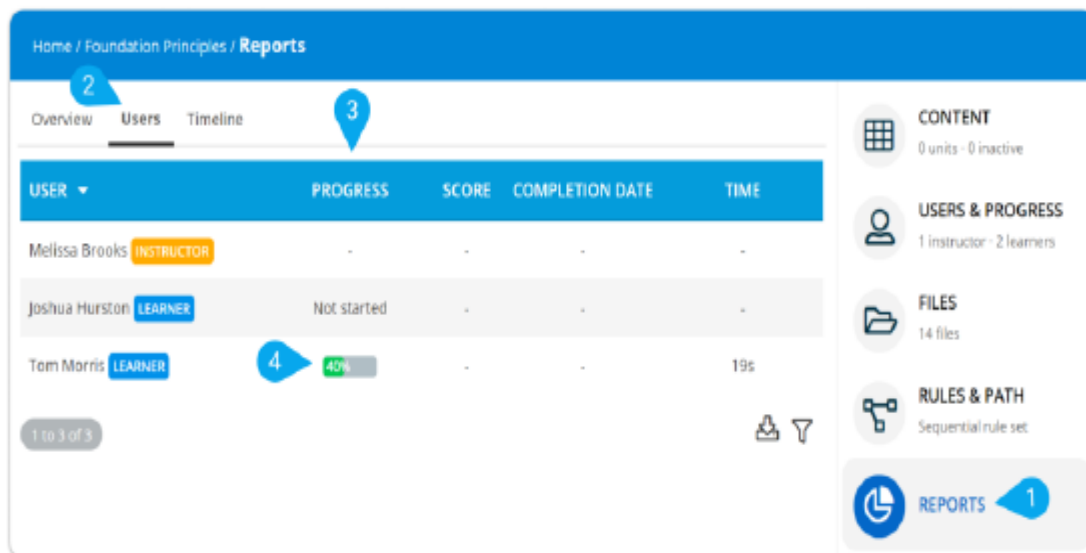 Home / Foundation Principles / Reports
2
3
Overview Users Timeline
USER PROGRESS SCORE COMPLETION DATE TIME
Melissa Brooks INSTRUCTOR - - - -
Joshua Hurston LEARNER Not started - - -
Tom Morris LEARNER 4 40% - - 19s
1 to 3 of 3
CONTENT
0 units · 0 inactive
USERS & PROGRESS
1 instructor · 2 learners
FILES
14 files
RULES & PATH
Sequential rule set
REPORTS 1